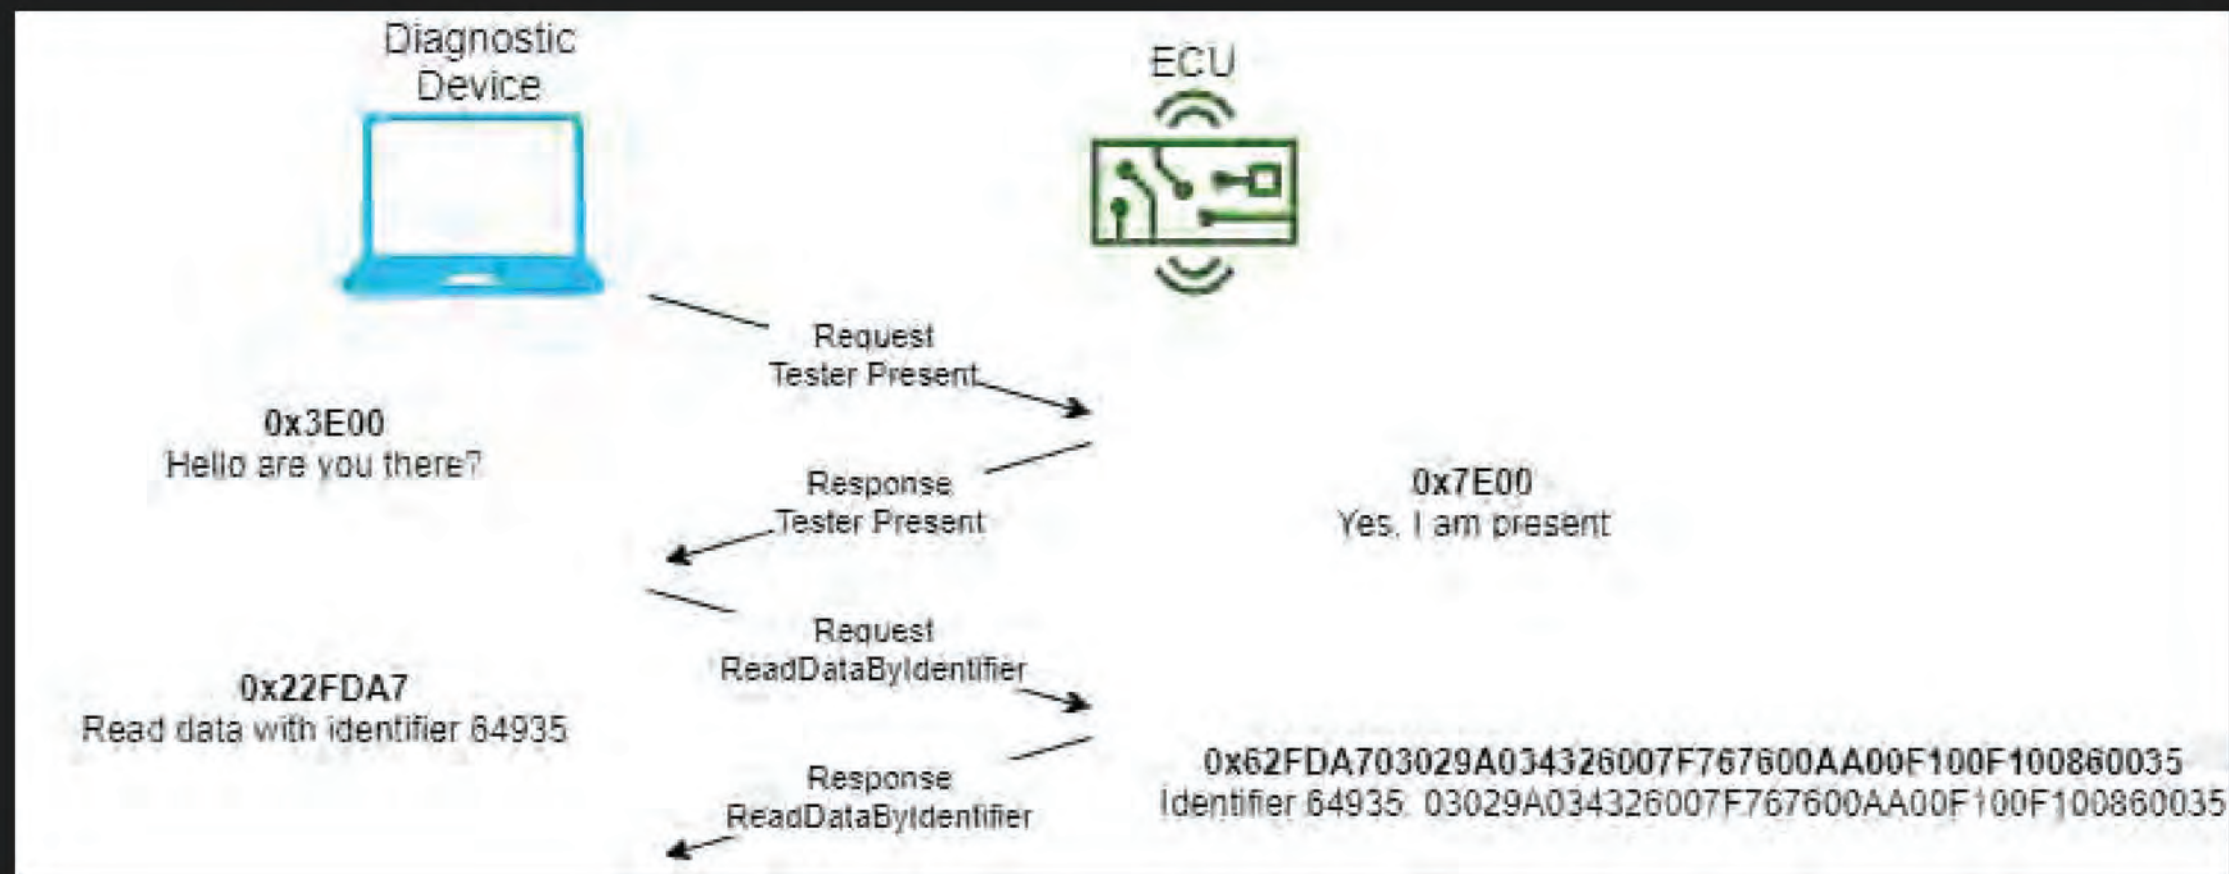 Diagnostic
Device
ECU
Request
Tester Present
0x3E00
Hello are you there?
Response
Tester Present
0x7E00
Yes, I am present
Request
ReadDataByIdentifier
0x22FDA7
Read data with identifier 64935
Response
ReadDataByIdentifier
0x62FDA703029A034326007F767600AA00F100F100860035
Identifier 64935: 03029A034326007F767600AA00F100F100860035